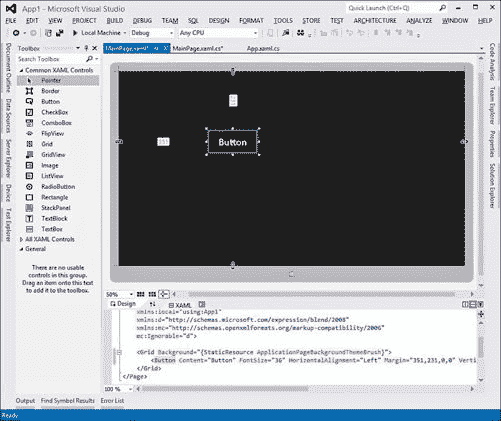 App1 - Microsoft Visual Studio
Quick Launch (Ctrl+Q)
FILE EDIT VIEW PROJECT BUILD DEBUG TEAM SQL DESIGN FORMAT TOOLS STORE TEST ARCHITECTURE ANALYZE WINDOW HELP
Local Machine Debug Any CPU
Toolbox
MainPage.xaml* MainPage.xaml.cs* App.xaml.cs
Search Toolbox
Common XAML Controls
Pointer
Border
Button
CheckBox
ComboBox
FlipView
Grid
GridView
Image
ListView
RadioButton
Rectangle
StackPanel
TextBlock
TextBox
All XAML Controls
General
There are no usable
controls in this group.
Drag an item onto this text
to add it to the toolbox.
Document Outline
Data Sources
Server Explorer
Device
Test Explorer
Button
Code Analysis
Team Explorer
Properties
Solution Explorer
50%
Design XAML
xmlns:local="using:App1"
xmlns:d="http://schemas.microsoft.com/expression/blend/2008"
xmlns:mc="http://schemas.openxmlformats.org/markup-compatibility/2006"
mc:Ignorable="d">
<Grid Background="{StaticResource ApplicationPageBackgroundThemeBrush}">
<Button Content="Button" FontSize="36" HorizontalAlignment="Left" Margin="351,231,0,0" Verti
</Grid>
</Page>
100 %
Output Find Symbol Results Error List
Ready